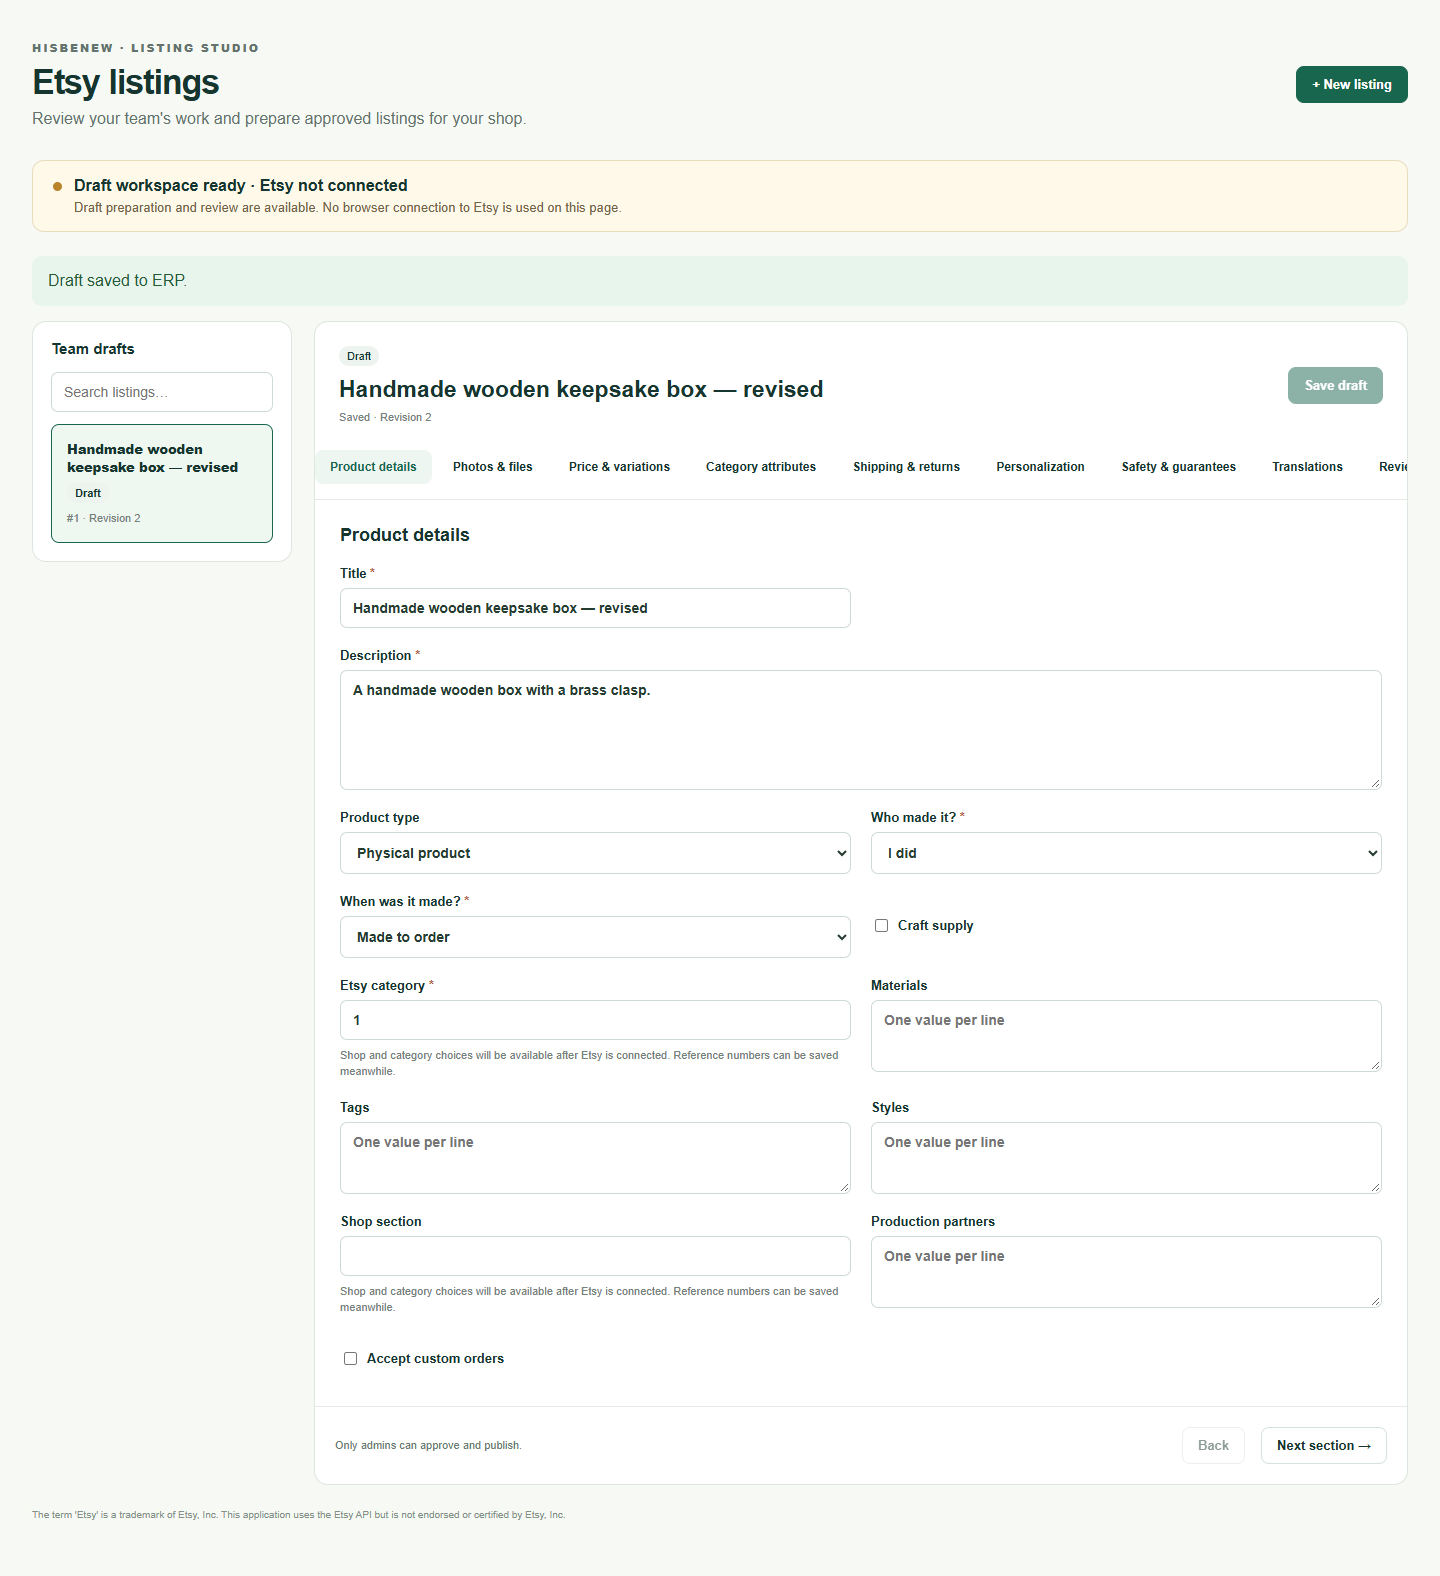 HISBENEW · LISTING STUDIO
Etsy listings
+ New listing
Review your team's work and prepare approved listings for your shop.
Draft workspace ready · Etsy not connected
Draft preparation and review are available. No browser connection to Etsy is used on this page.
Draft saved to ERP.
Team drafts
Search listings...
Handmade wooden
keepsake box — revised
Draft
#1 · Revision 2
Draft
Handmade wooden keepsake box — revised
Saved · Revision 2
Save draft
Product details
Photos & files
Price & variations
Category attributes
Shipping & returns
Personalization
Safety & guarantees
Translations
Product details
Title *
Handmade wooden keepsake box — revised
Description *
A handmade wooden box with a brass clasp.
Product type
Physical product
Who made it? *
I did
When was it made? *
Made to order
Craft supply
Etsy category *
1
Shop and category choices will be available after Etsy is connected. Reference numbers can be saved
meanwhile.
Materials
One value per line
Tags
One value per line
Styles
One value per line
Shop section
Shop and category choices will be available after Etsy is connected. Reference numbers can be saved
meanwhile.
Production partners
One value per line
Accept custom orders
Only admins can approve and publish.
Back
Next section →
The term 'Etsy' is a trademark of Etsy, Inc. This application uses the Etsy API but is not endorsed or certified by Etsy, Inc.